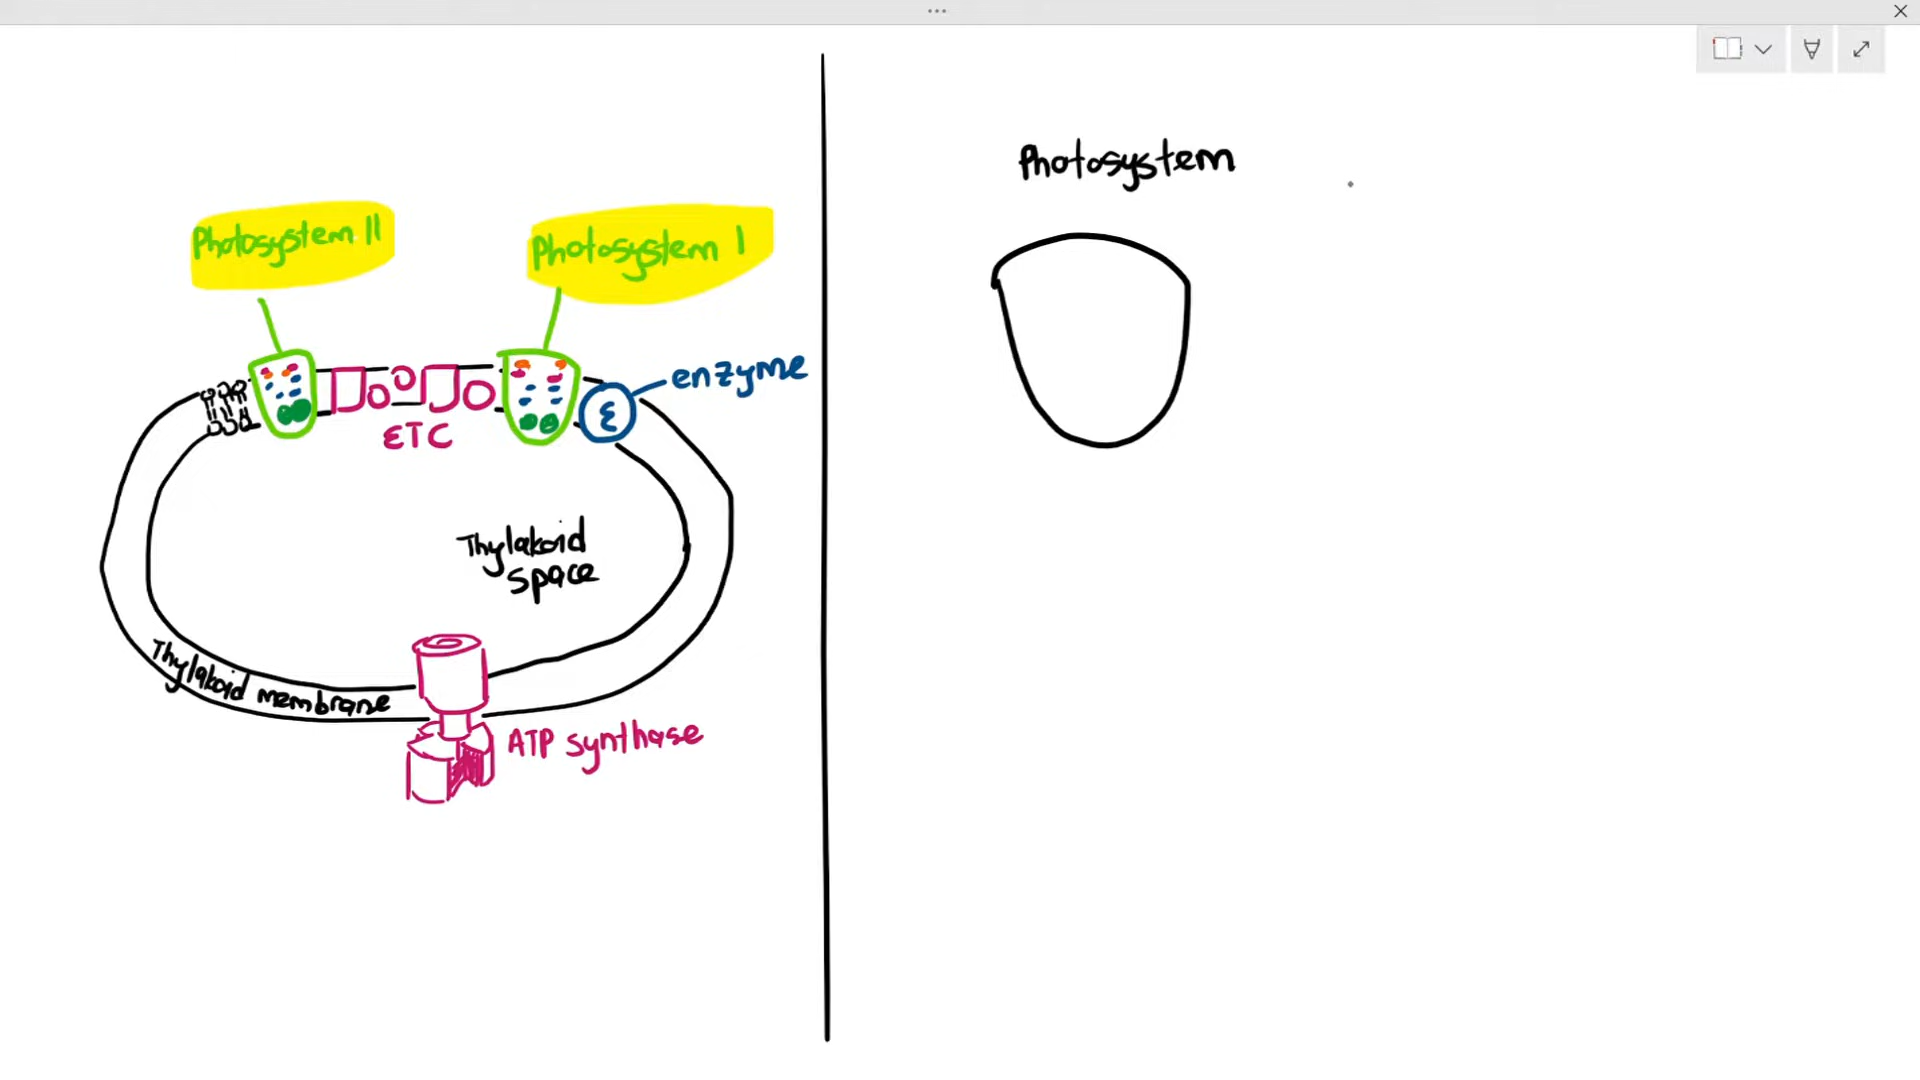 Photosystem II
Photosystem I
enzyme
ε
ETC
Thylakoid
space
Thylakoid membrane
ATP synthase
Photosystem